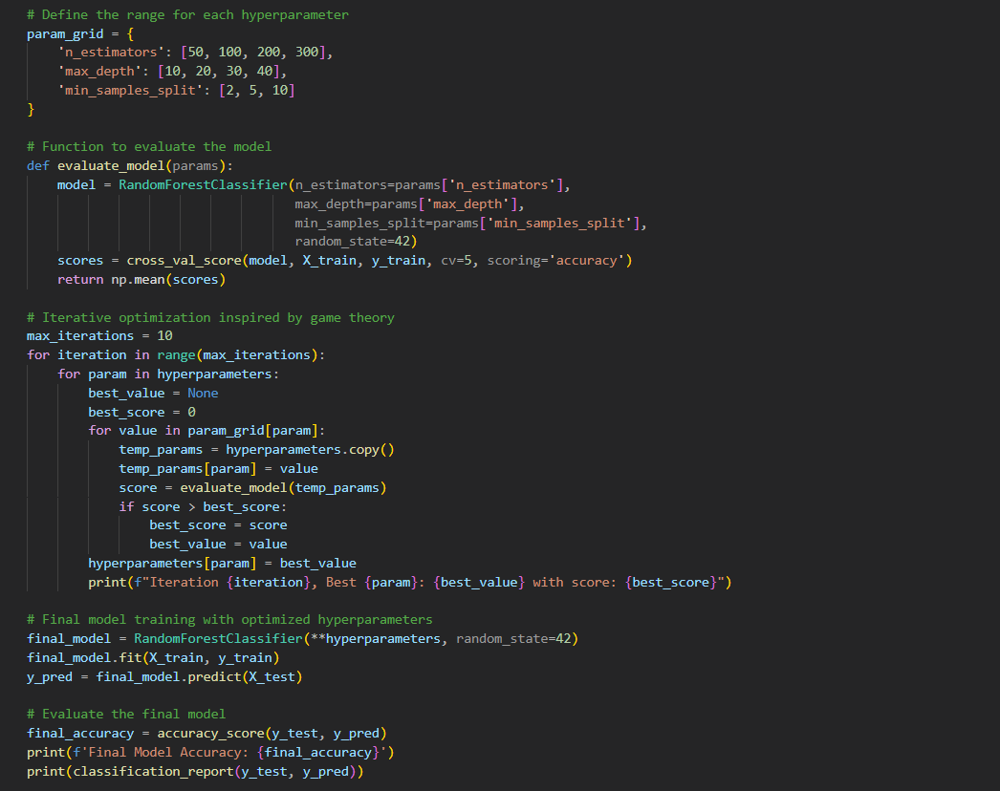 # Define the range for each hyperparameter
param_grid = {
    'n_estimators': [50, 100, 200, 300],
    'max_depth': [10, 20, 30, 40],
    'min_samples_split': [2, 5, 10]
}

# Function to evaluate the model
def evaluate_model(params):
    model = RandomForestClassifier(n_estimators=params['n_estimators'],
                                   max_depth=params['max_depth'],
                                   min_samples_split=params['min_samples_split'],
                                   random_state=42)
    scores = cross_val_score(model, X_train, y_train, cv=5, scoring='accuracy')
    return np.mean(scores)

# Iterative optimization inspired by game theory
max_iterations = 10
for iteration in range(max_iterations):
    for param in hyperparameters:
        best_value = None
        best_score = 0
        for value in param_grid[param]:
            temp_params = hyperparameters.copy()
            temp_params[param] = value
            score = evaluate_model(temp_params)
            if score > best_score:
                best_score = score
                best_value = value
        hyperparameters[param] = best_value
        print(f"Iteration {iteration}, Best {param}: {best_value} with score: {best_score}")

# Final model training with optimized hyperparameters
final_model = RandomForestClassifier(**hyperparameters, random_state=42)
final_model.fit(X_train, y_train)
y_pred = final_model.predict(X_test)

# Evaluate the final model
final_accuracy = accuracy_score(y_test, y_pred)
print(f'Final Model Accuracy: {final_accuracy}')
print(classification_report(y_test, y_pred))